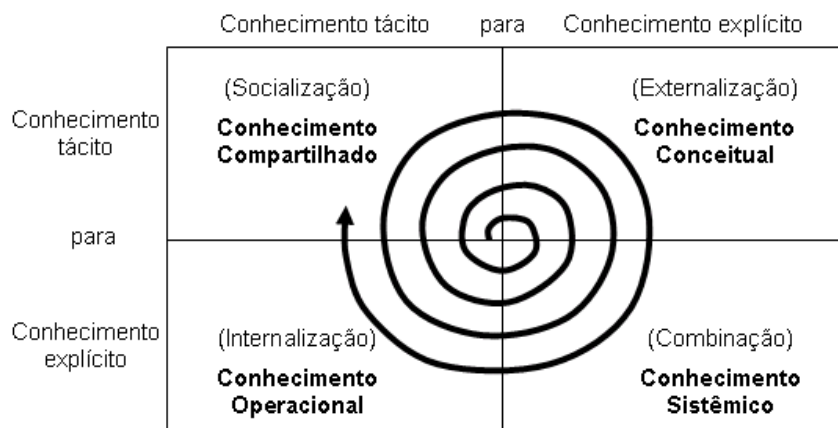 Conhecimento tácito para Conhecimento explícito
(Socialização)
Conhecimento
Compartilhado
(Externalização)
Conhecimento
Conceitual
Conhecimento
tácito
para
Conhecimento
explícito
(Internalização)
Conhecimento
Operacional
(Combinação)
Conhecimento
Sistêmico